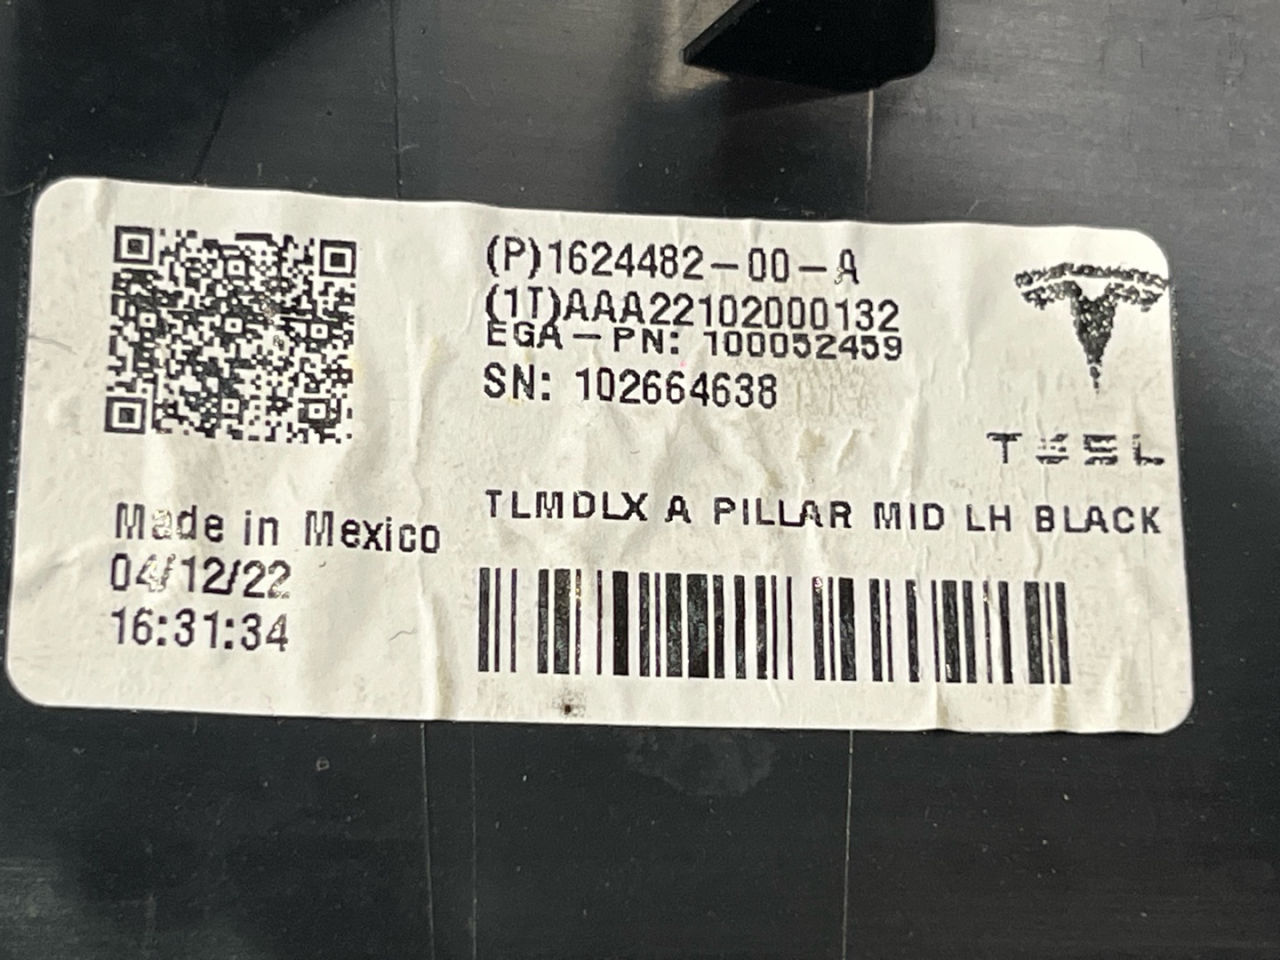 (P)1624482-00-A
(1T)AAA22102000132
EGA-PN: 100052459
SN: 102664638
TESL
TLMDLX A PILLAR MID LH BLACK
Made in Mexico
04/12/22
16:31:34